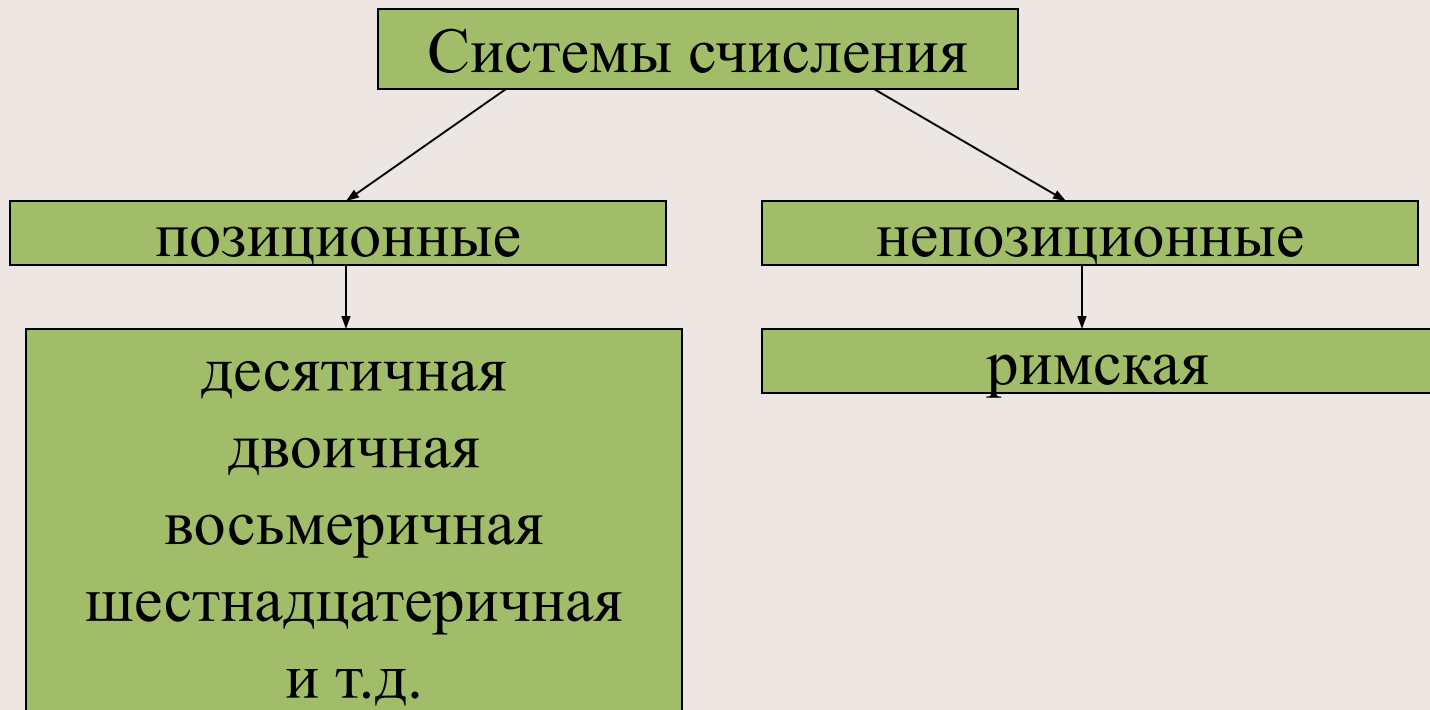 Системы счисления
позиционные
непозиционные
десятичная
двоичная
восьмеричная
шестнадцатеричная
и т.д.
римская